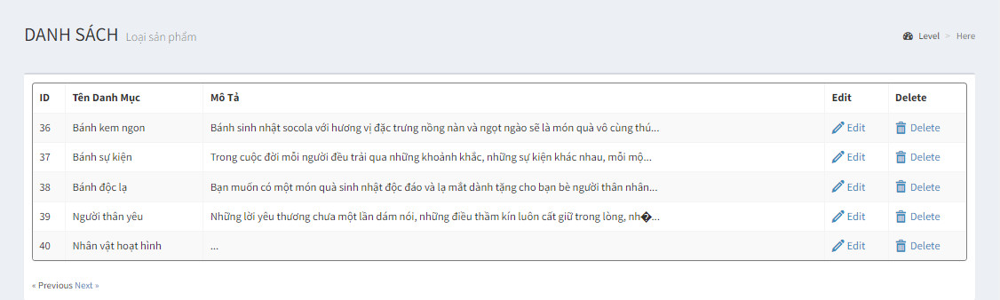 DANH SÁCH Loại sản phẩm Level > Here
ID Tên Danh Mục Mô Tả Edit Delete
36 Bánh kem ngon Bánh sinh nhật socola với hương vị đặc trưng nồng nàn và ngọt ngào sẽ là món quà vô cùng thú... Edit Delete
37 Bánh sự kiện Trong cuộc đời mỗi người đều trải qua những khoảnh khắc, những sự kiện khác nhau, mỗi mộ... Edit Delete
38 Bánh độc lạ Bạn muốn có một món quà sinh nhật độc đáo và lạ mắt dành tặng cho bạn bè người thân nhân... Edit Delete
39 Người thân yêu Những lời yêu thương chưa một lần dám nói, những điều thầm kín luôn cất giữ trong lòng, nh�... Edit Delete
40 Nhân vật hoạt hình ... Edit Delete
« Previous Next »